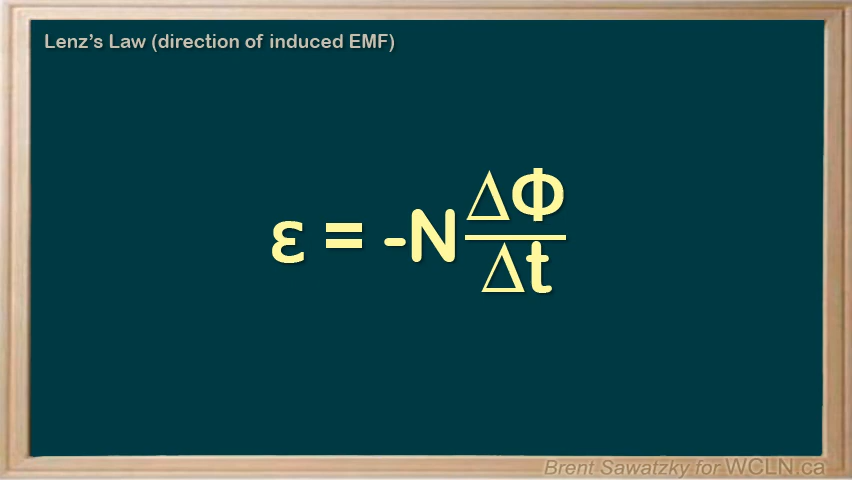 Lenz’s Law (direction of induced EMF)
ε = -N ΔΦ/Δt
Brent Sawatzky for WCLN.ca